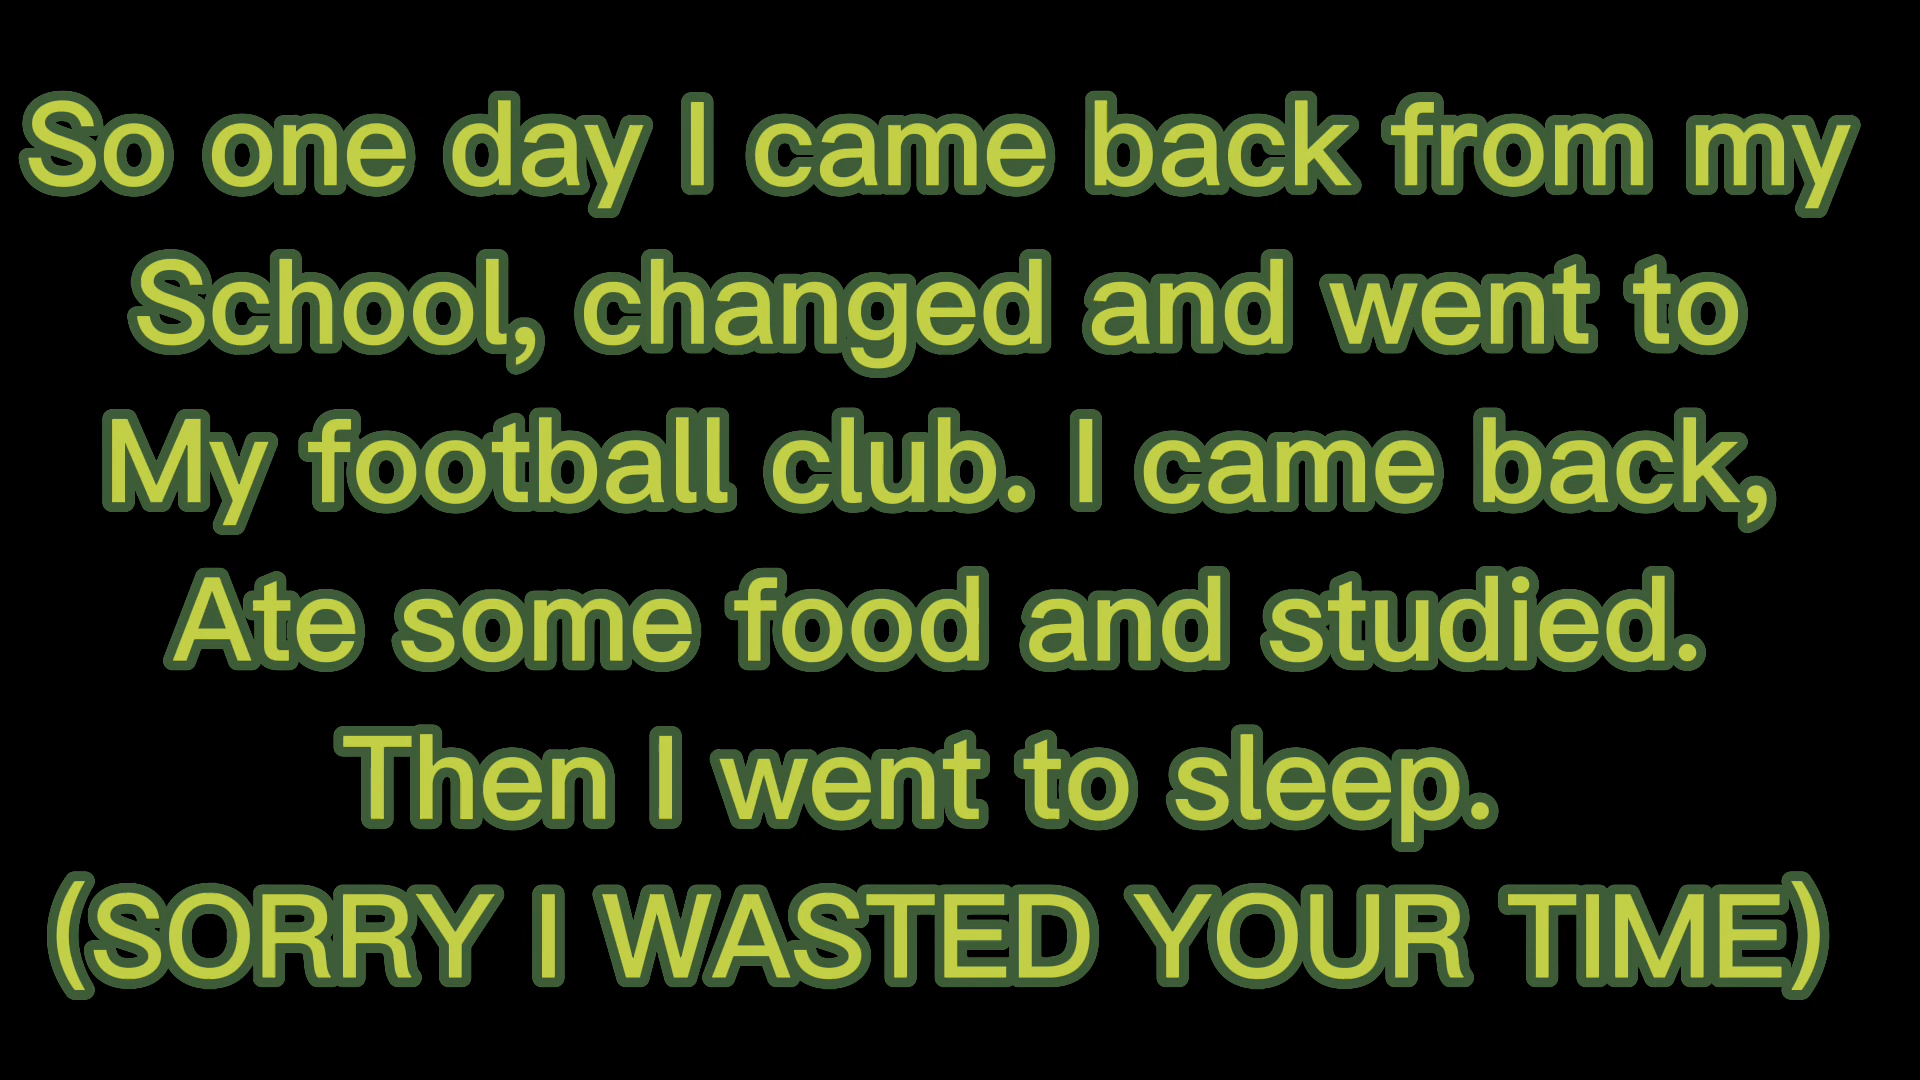 So one day I came back from my
School, changed and went to
My football club. I came back,
Ate some food and studied.
Then I went to sleep.
(SORRY I WASTED YOUR TIME)